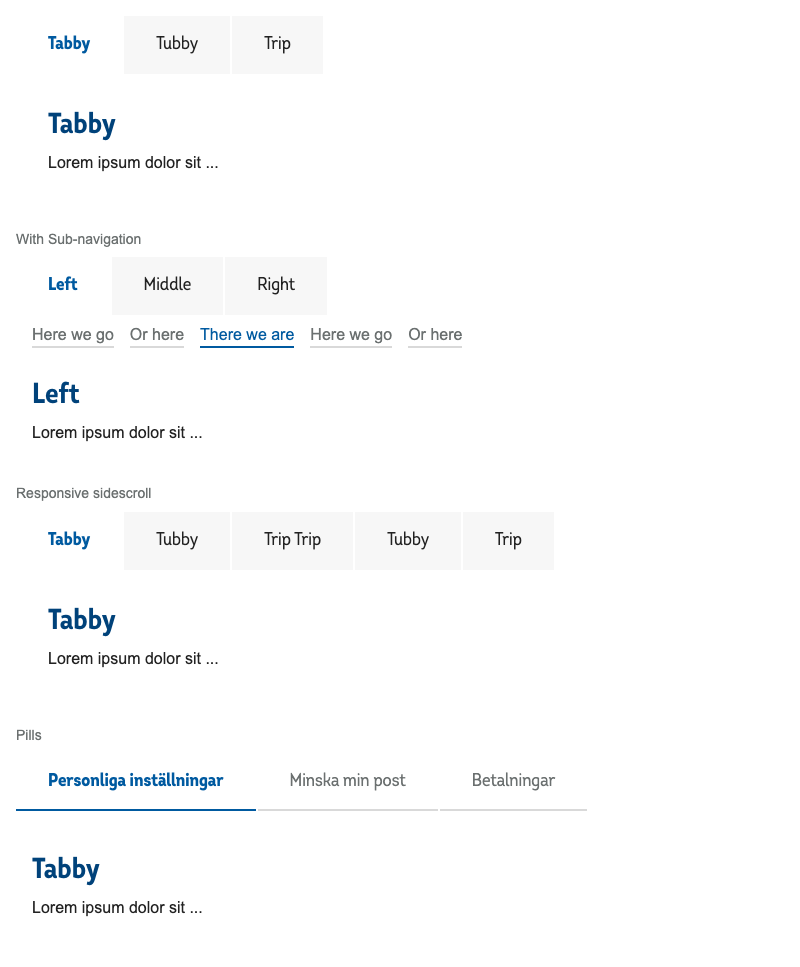 Tabby Tubby Trip
Tabby
Lorem ipsum dolor sit ...
With Sub-navigation
Left Middle Right
Here we go Or here There we are Here we go Or here
Left
Lorem ipsum dolor sit ...
Responsive sidescroll
Tabby Tubby Trip Trip Tubby Trip
Tabby
Lorem ipsum dolor sit ...
Pills
Personliga inställningar Minska min post Betalningar
Tabby
Lorem ipsum dolor sit ...